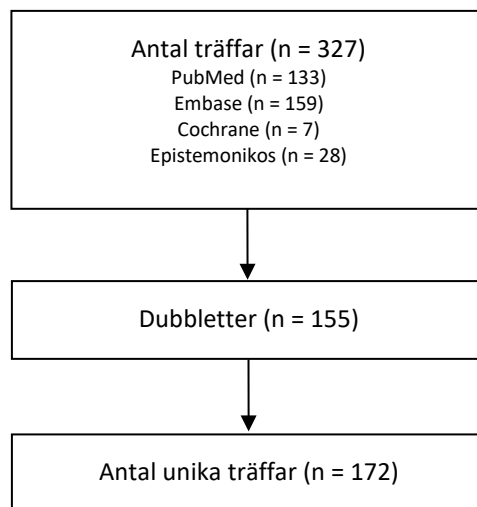 Antal träffar (n = 327)
PubMed (n = 133)
Embase (n = 159)
Cochrane (n = 7)
Epistemonikos (n = 28)
Dubbletter (n = 155)
Antal unika träffar (n = 172)